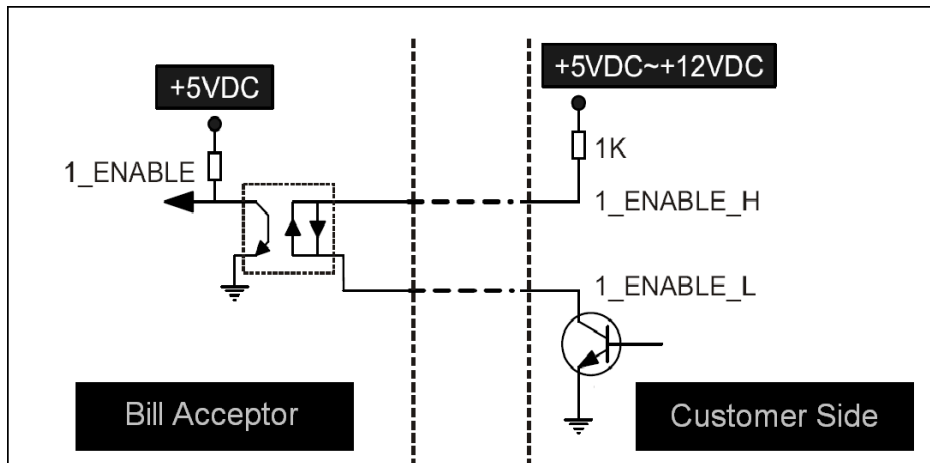 +5VDC
+5VDC~+12VDC
1K
1_ENABLE
1_ENABLE_H
1_ENABLE_L
Bill Acceptor
Customer Side